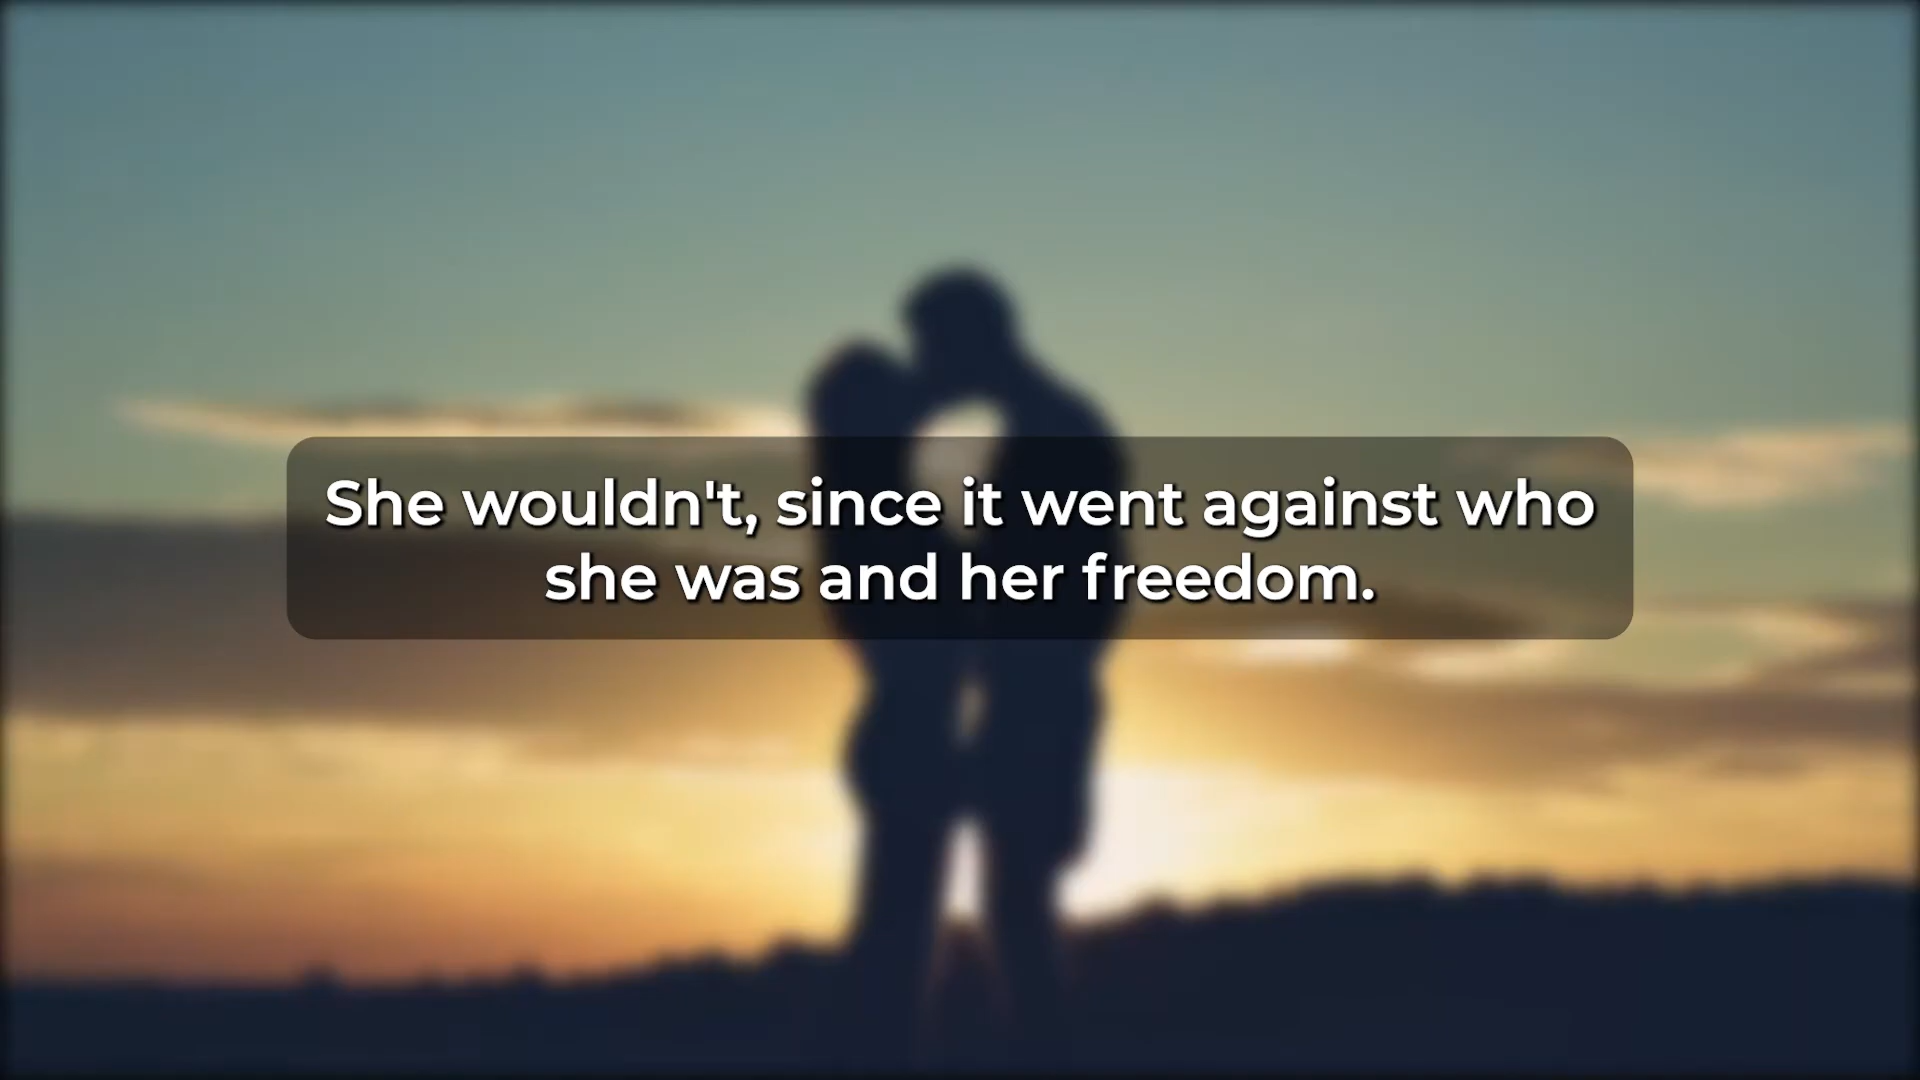 She wouldn't, since it went against who
she was and her freedom.